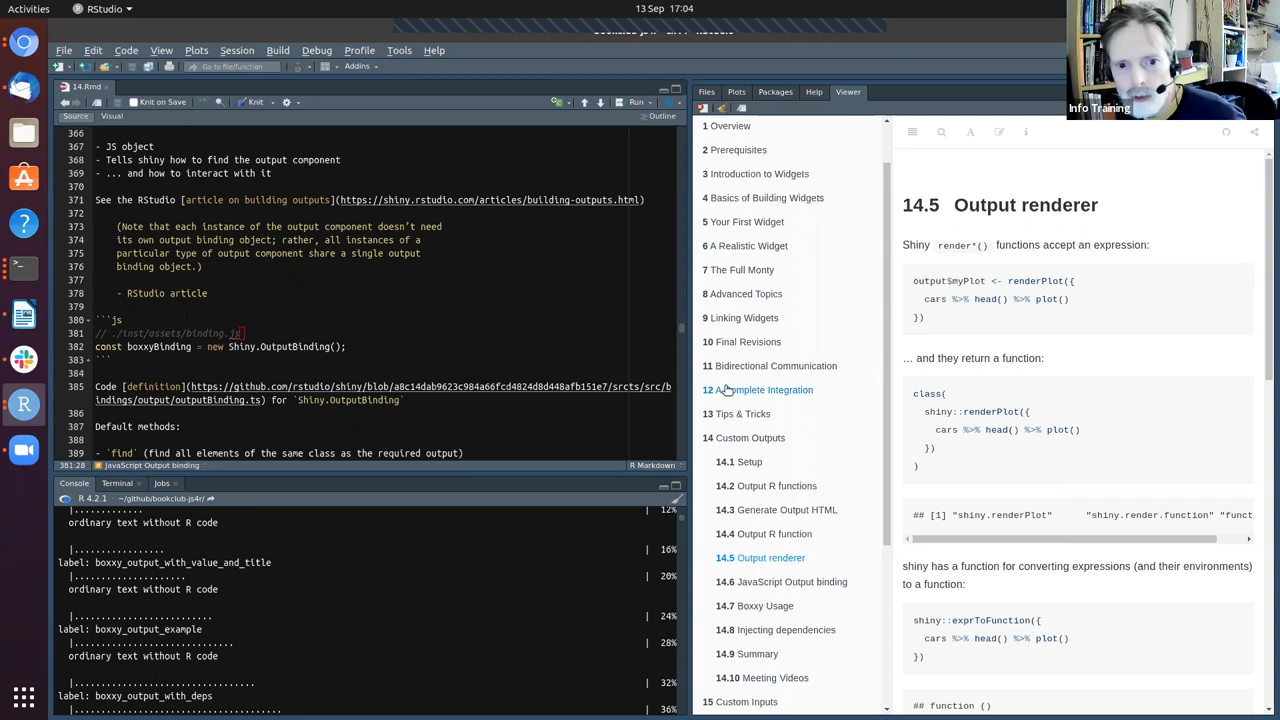 Activities
RStudio
13 Sep 17:04
File Edit Code View Plots Session Build Debug Profile Tools Help
Go to file/function
Addins
14.Rmd
Knit on Save
Knit
Run
Source Visual
Outline
366
367 - JS object
368 - Tells shiny how to find the output component
369 - ... and how to interact with it
370
371 See the RStudio [article on building outputs](https://shiny.rstudio.com/articles/building-outputs.html)
372
373 (Note that each instance of the output component doesn’t need
374 its own output binding object; rather, all instances of a
375 particular type of output component share a single output
376 binding object.)
377
378 - RStudio article
379
380 ```js
381 // ./inst/assets/binding.js
382 const boxxyBinding = new Shiny.OutputBinding();
383 ```
384
385 Code [definition](https://github.com/rstudio/shiny/blob/a8c14dab9623c984a66fcd4824d8d448afb151e7/srcts/src/b
indings/output/outputBinding.ts) for `Shiny.OutputBinding`
386
387 Default methods:
388
389 - `find` (find all elements of the same class as the required output)
381:28 JavaScript Output binding R Markdown
Console Terminal Jobs
R 4.2.1 · ~/github/bookclub-js4r/
|............. | 12%
ordinary text without R code
|................. | 16%
label: boxxy_output_with_value_and_title
|..................... | 20%
ordinary text without R code
|......................... | 24%
label: boxxy_output_example
|............................. | 28%
ordinary text without R code
|.................................. | 32%
label: boxxy_output_with_deps
|...................................... | 36%
Files Plots Packages Help Viewer
1 Overview
2 Prerequisites
3 Introduction to Widgets
4 Basics of Building Widgets
5 Your First Widget
6 A Realistic Widget
7 The Full Monty
8 Advanced Topics
9 Linking Widgets
10 Final Revisions
11 Bidirectional Communication
12 A Complete Integration
13 Tips & Tricks
14 Custom Outputs
14.1 Setup
14.2 Output R functions
14.3 Generate Output HTML
14.4 Output R function
14.5 Output renderer
14.6 JavaScript Output binding
14.7 Boxxy Usage
14.8 Injecting dependencies
14.9 Summary
14.10 Meeting Videos
15 Custom Inputs
14.5 Output renderer
Shiny render*() functions accept an expression:
output$myPlot <- renderPlot({
cars %>% head() %>% plot()
})
… and they return a function:
class(
shiny::renderPlot({
cars %>% head() %>% plot()
})
)
## [1] "shiny.renderPlot" "shiny.render.function" "funct
shiny has a function for converting expressions (and their environments)
to a function:
shiny::exprToFunction({
cars %>% head() %>% plot()
})
## function ()
Info Training